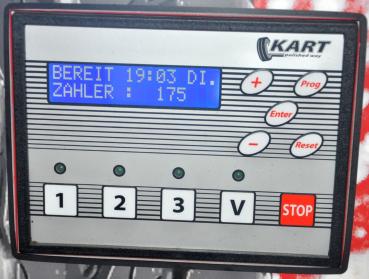 KART
polished way
BEREIT 19:03 DI.
ZAHLER : 175
+
Prog
Enter
−
Reset
1
2
3
V
STOP